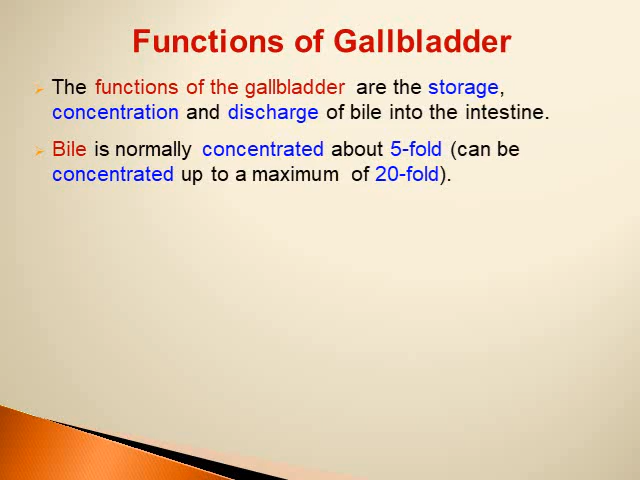 Functions of Gallbladder
The functions of the gallbladder are the storage,
concentration and discharge of bile into the intestine.
Bile is normally concentrated about 5-fold (can be
concentrated up to a maximum of 20-fold).